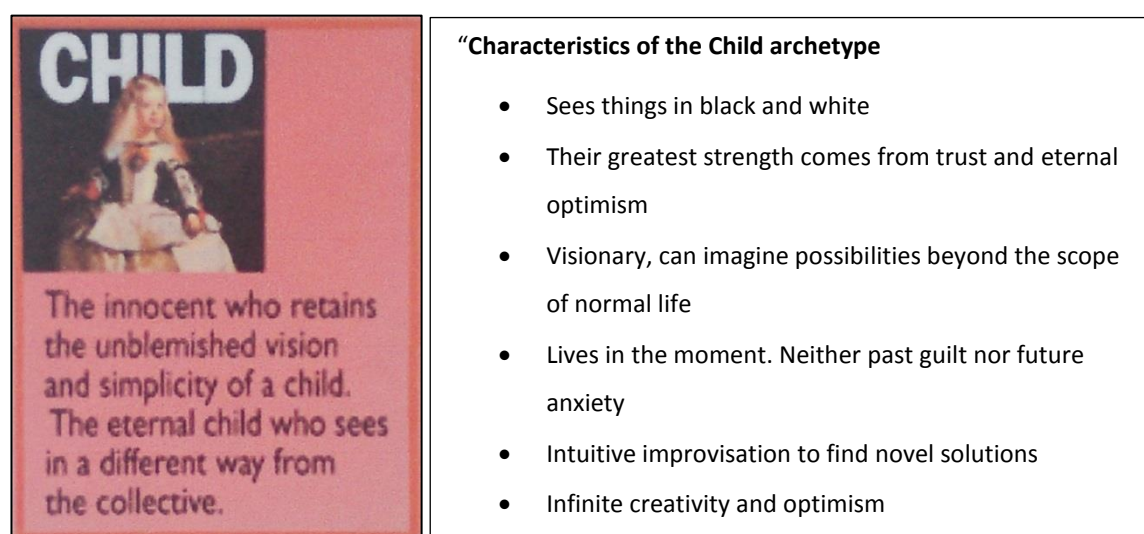 CHILD
The innocent who retains
the unblemished vision
and simplicity of a child.
The eternal child who sees
in a different way from
the collective.
“Characteristics of the Child archetype
• Sees things in black and white
• Their greatest strength comes from trust and eternal
optimism
• Visionary, can imagine possibilities beyond the scope
of normal life
• Lives in the moment. Neither past guilt nor future
anxiety
• Intuitive improvisation to find novel solutions
• Infinite creativity and optimism